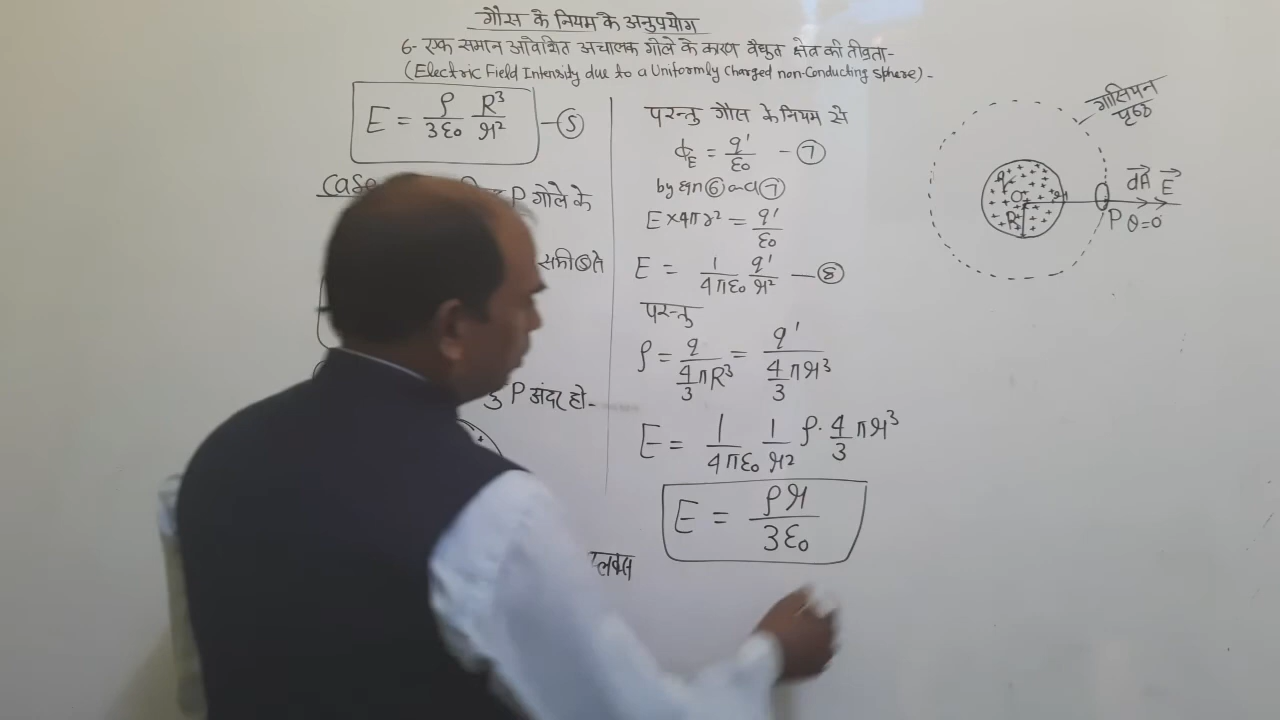 गौस के नियम के अनुप्रयोग
6- एक समान आवेशित अचालक गोले के कारण वैद्युत क्षेत्र की तीव्रता-
(Electric Field Intensity due to a Uniformly Charged non-Conducting sphere) -
E = ρ/3ε₀ R³/r² —⑤
case
P गोले के
समी⑤से
P अंदर हो-
प्लक्स
परन्तु गौस के नियम से
ϕE = q'/ε₀ —⑦
by eqn ⑥ and ⑦
E × 4πr² = q'/ε₀
E = 1/4πε₀ q'/r² —⑧
परन्तु
ρ = q/(4/3 πR³) = q'/(4/3 πr³)
E = 1/4πε₀ 1/r² ρ·4/3 πr³
E = ρr/3ε₀
गासियन
पृष्ठ
q
O
r
R
dA E
P θ=0